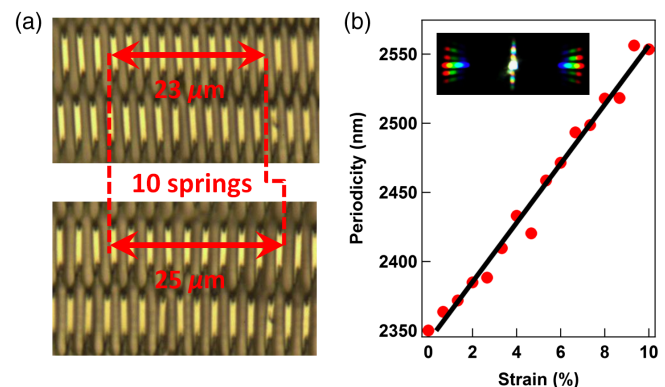 (a)
23 μm
10 springs
25 μm
(b)
Periodicity (nm)
2550
2500
2450
2400
2350
0 2 4 6 8 10
Strain (%)